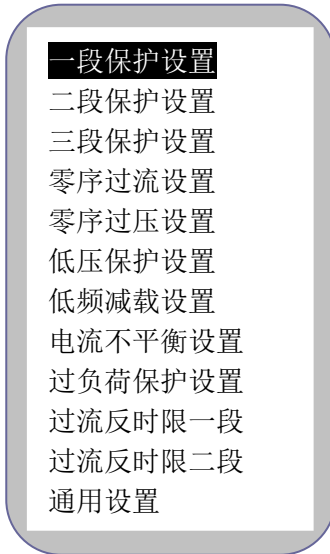 一段保护设置
二段保护设置
三段保护设置
零序过流设置
零序过压设置
低压保护设置
低频减载设置
电流不平衡设置
过负荷保护设置
过流反时限一段
过流反时限二段
通用设置